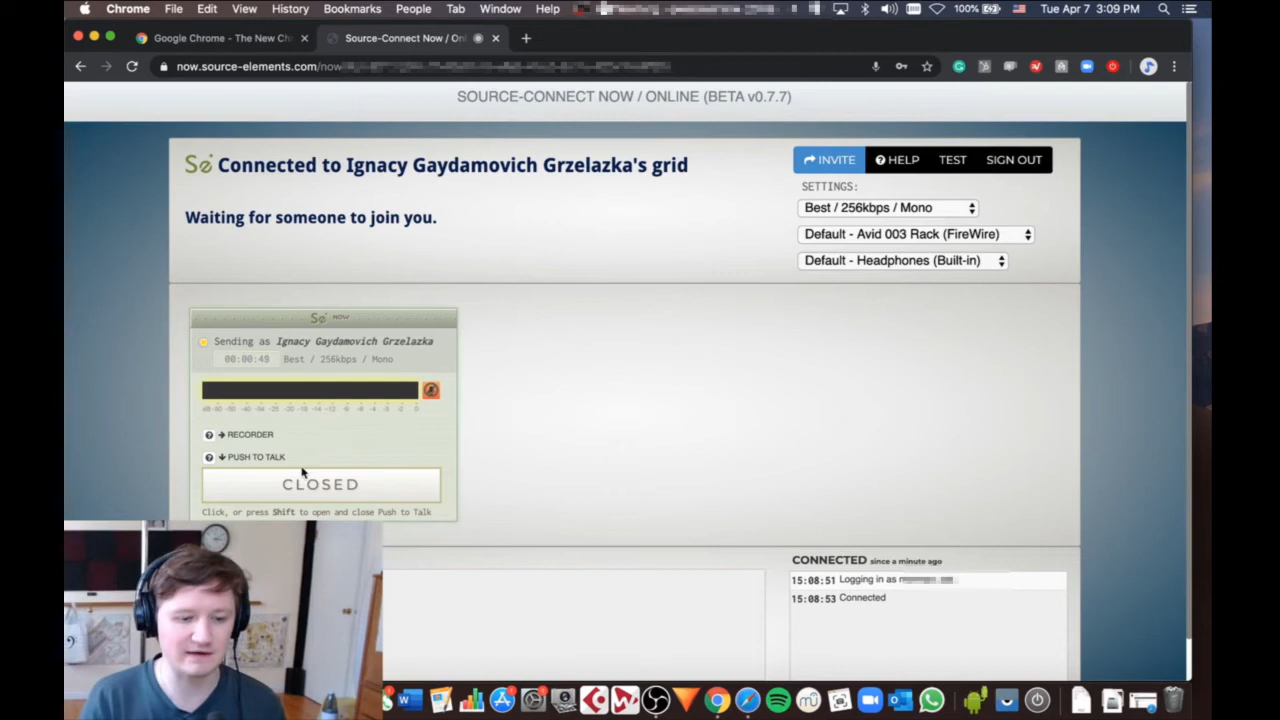 Chrome File Edit View History Bookmarks People Tab Window Help 100% Tue Apr 7 3:09 PM
Google Chrome - The New Ch
Source-Connect Now / Onl
now.source-elements.com/now
SOURCE-CONNECT NOW / ONLINE (BETA v0.7.7)
Connected to Ignacy Gaydamovich Grzelazka's grid
INVITE HELP TEST SIGN OUT
SETTINGS:
Best / 256kbps / Mono
Waiting for someone to join you.
Default - Avid 003 Rack (FireWire)
Default - Headphones (Built-in)
NOW
Sending as Ignacy Gaydamovich Grzelazka
00:00:49 Best / 256kbps / Mono
RECORDER
PUSH TO TALK
CLOSED
Click, or press Shift to open and close Push to Talk
CONNECTED since a minute ago
15:08:51 Logging in as
15:08:53 Connected